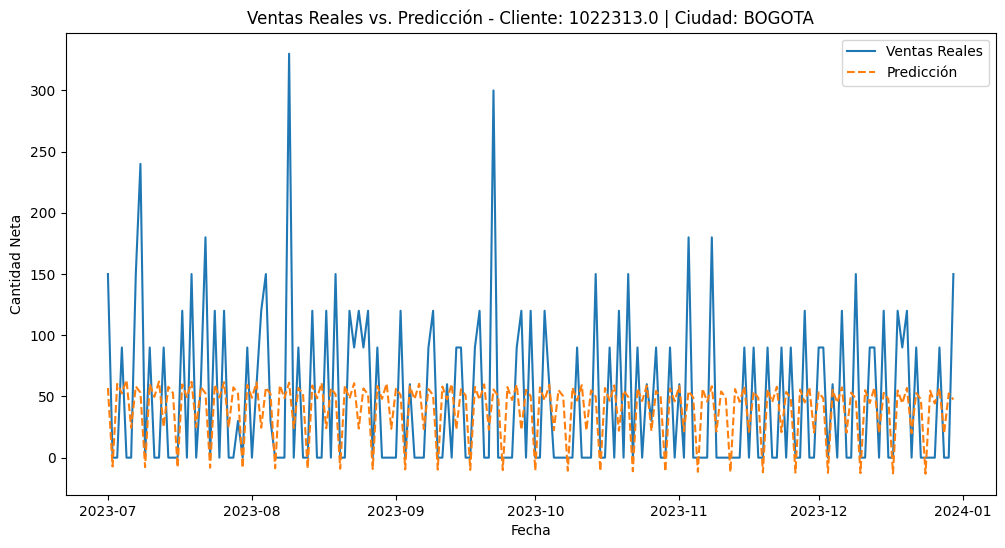 Ventas Reales vs. Predicción - Cliente: 1022313.0 | Ciudad: BOGOTA
Ventas Reales
Predicción
Cantidad Neta
300
250
200
150
100
50
0
2023-07
2023-08
2023-09
2023-10
2023-11
2023-12
2024-01
Fecha